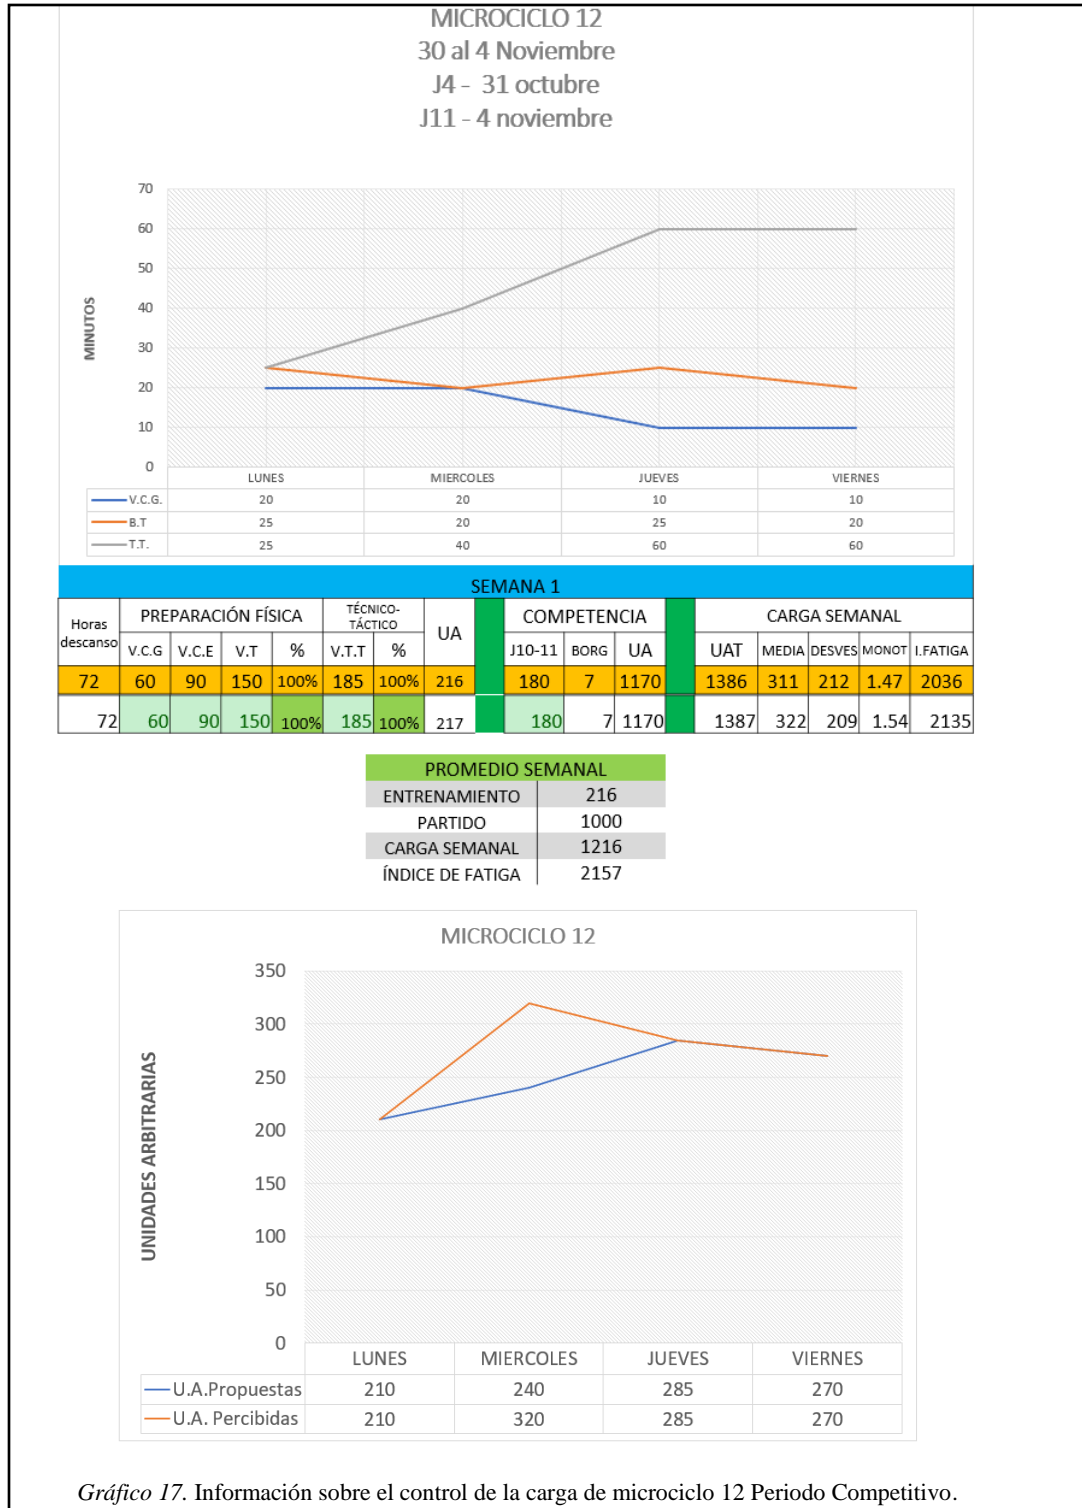 MICROCICLO 12
30 al 4 Noviembre
J4 - 31 octubre
J11 - 4 noviembre
70
60
50
40
30
20
10
0
MINUTOS
LUNES MIERCOLES JUEVES VIERNES
V.C.G. 20 20 10 10
B.T 25 20 25 20
T.T. 25 40 60 60
SEMANA 1
Horas descanso PREPARACIÓN FÍSICA TÉCNICO-TÁCTICO UA COMPETENCIA CARGA SEMANAL
V.C.G V.C.E V.T % V.T.T % J10-11 BORG UA UAT MEDIA DESVES MONOT I.FATIGA
72 60 90 150 100% 185 100% 216 180 7 1170 1386 311 212 1.47 2036
72 60 90 150 100% 185 100% 217 180 7 1170 1387 322 209 1.54 2135
PROMEDIO SEMANAL
ENTRENAMIENTO 216
PARTIDO 1000
CARGA SEMANAL 1216
ÍNDICE DE FATIGA 2157
MICROCICLO 12
350
300
250
200
150
100
50
0
UNIDADES ARBITRARIAS
LUNES MIERCOLES JUEVES VIERNES
U.A.Propuestas 210 240 285 270
U.A. Percibidas 210 320 285 270
Gráfico 17. Información sobre el control de la carga de microciclo 12 Periodo Competitivo.